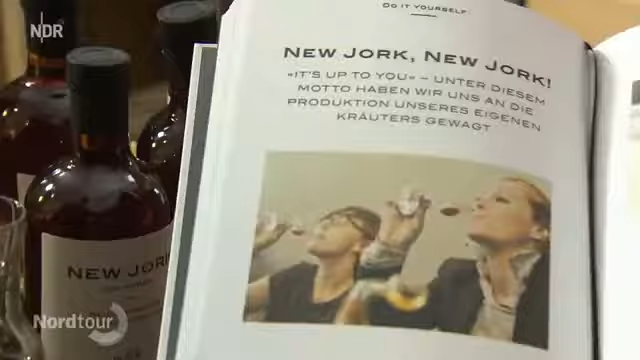 NDR
DO IT YOURSELF
NEW JORK, NEW JORK!
«IT'S UP TO YOU» – UNTER DIESEM
MOTTO HABEN WIR UNS AN DIE
PRODUKTION UNSERES EIGENEN
KRÄUTERS GEWAGT
NEW JORK
Nordtour